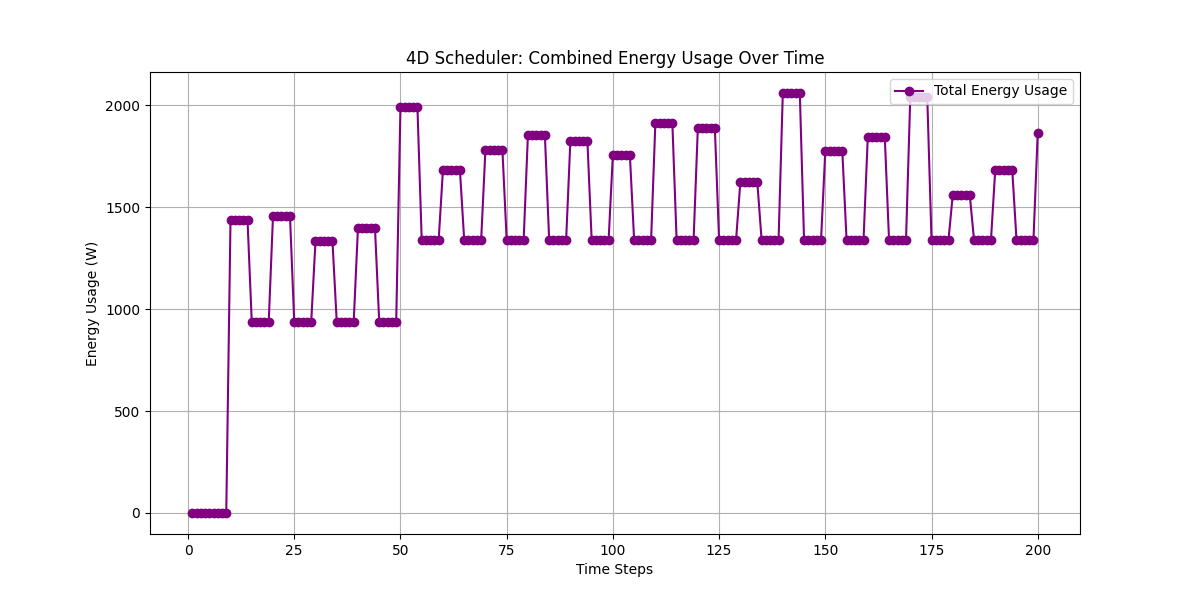 4D Scheduler: Combined Energy Usage Over Time
Total Energy Usage
Energy Usage (W)
2000
1500
1000
500
0
0 25 50 75 100 125 150 175 200
Time Steps